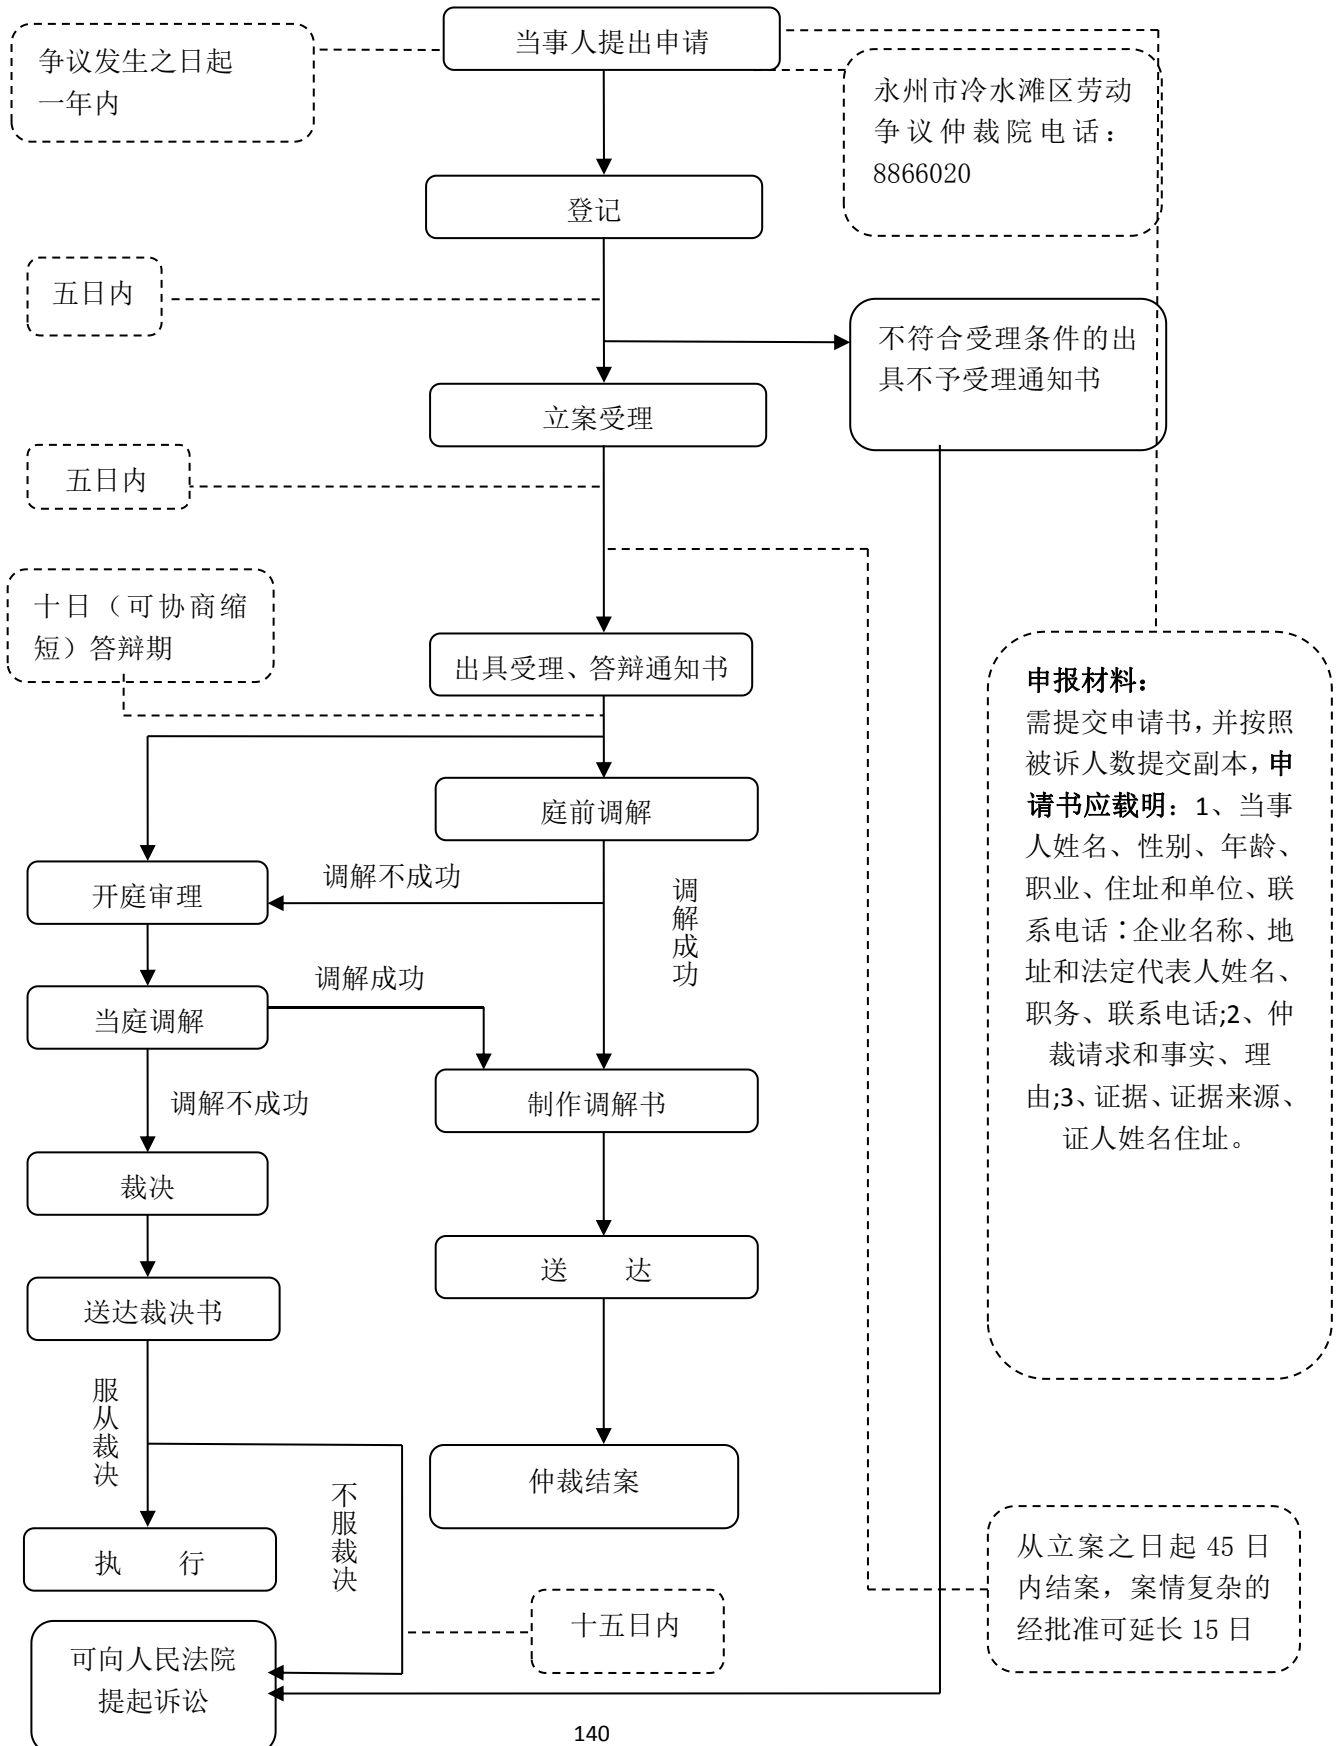 当事人提出申请
争议发生之日起
一年内
永州市冷水滩区劳动
争议仲裁院电话：
8866020
登记
五日内
不符合受理条件的出
具不予受理通知书
立案受理
五日内
十日（可协商缩
短）答辩期
出具受理、答辩通知书
申报材料：
需提交申请书，并按照
被诉人数提交副本，申
请书应载明：1、当事
人姓名、性别、年龄、
职业、住址和单位、联
系电话：企业名称、地
址和法定代表人姓名、
职务、联系电话;2、仲
裁请求和事实、理
由;3、证据、证据来源、
证人姓名住址。
庭前调解
调解不成功
调解成功
开庭审理
调解成功
当庭调解
调解不成功
制作调解书
裁决
送 达
送达裁决书
服从裁决
不服裁决
仲裁结案
执 行
从立案之日起 45 日
内结案，案情复杂的
经批准可延长 15 日
十五日内
可向人民法院
提起诉讼
140